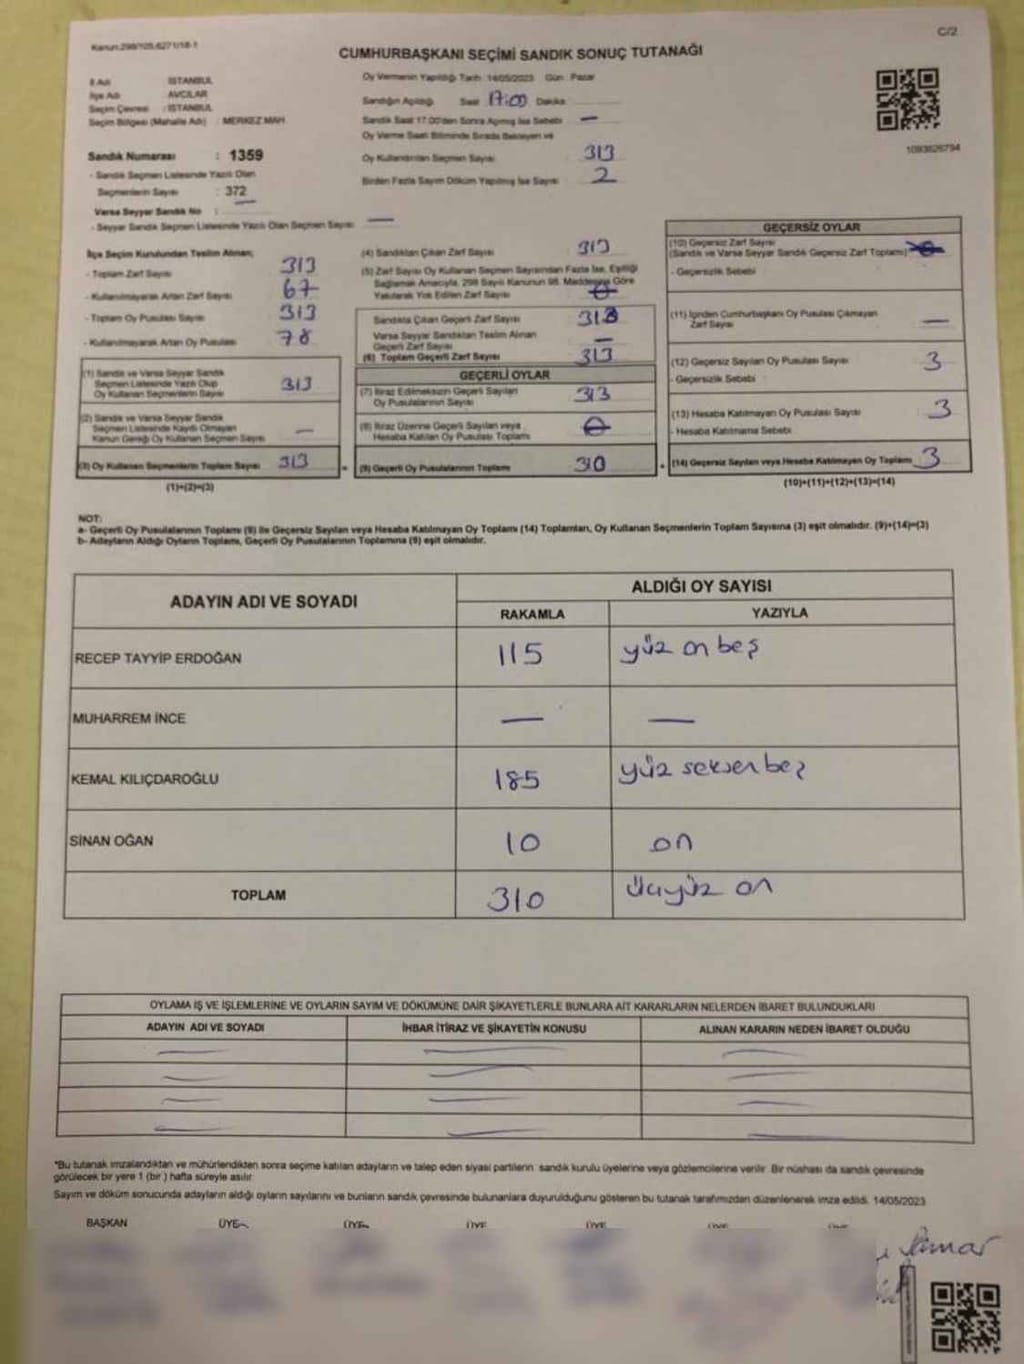 Kanun:298/105,6271/18-1
C/2
CUMHURBAŞKANI SEÇİMİ SANDIK SONUÇ TUTANAĞI
İl Adı : İSTANBUL
İlçe Adı : AVCILAR
Seçim Çevresi : İSTANBUL
Seçim Bölgesi (Mahalle Adı) : MERKEZ MAH.
Oy Vermenin Yapıldığı Tarih :14/05/2023 Gün : Pazar
Sandığın Açıldığı Saat 17:00 Dakika
Sandık Saat 17.00'den Sonra Açılmış İse Sebebi —
Oy Verme Saati Bitiminde Sırada Bekleyen ve
Oy Kullandırılan Seçmen Sayısı 313
Birden Fazla Sayım Döküm Yapılmış İse Sayısı 2
1093626794
Sandık Numarası : 1359
- Sandık Seçmen Listesinde Yazılı Olan
Seçmenlerin Sayısı : 372
Varsa Seyyar Sandık No : —
- Seyyar Sandık Seçmen Listesinde Yazılı Olan Seçmen Sayısı —
İlçe Seçim Kurulundan Teslim Alınan;
- Toplam Zarf Sayısı 313
- Kullanılmayarak Artan Zarf Sayısı 67
- Toplam Oy Pusulası Sayısı 313
- Kullanılmayarak Artan Oy Pusulası 78
(1) Sandık ve Varsa Seyyar Sandık
Seçmen Listesinde Yazılı Olup
Oy Kullanan Seçmenlerin Sayısı 313
(2) Sandık ve Varsa Seyyar Sandık
Seçmen Listesinde Kayıtlı Olmayan
Kanun Gereği Oy Kullanan Seçmen Sayısı —
(3) Oy Kullanan Seçmenlerin Toplam Sayısı 313
(1)+(2)=(3)
(4) Sandıktan Çıkan Zarf Sayısı 313
(5) Zarf Sayısı Oy Kullanan Seçmen Sayısından Fazla İse, Eşitliği
Sağlamak Amacıyla, 298 Sayılı Kanunun 98. Maddesine Göre
Yakılarak Yok Edilen Zarf Sayısı
Sandıkta Çıkan Geçerli Zarf Sayısı 313
Varsa Seyyar Sandıktan Teslim Alınan
Geçerli Zarf Sayısı —
(6) Toplam Geçerli Zarf Sayısı 313
GEÇERLİ OYLAR
(7) İtiraz Edilmeksizin Geçerli Sayılan
Oy Pusulalarının Sayısı 313
(8) İtiraz Üzerine Geçerli Sayılan veya
Hesaba Katılan Oy Pusulası Toplamı
(9) Geçerli Oy Pusulalarının Toplamı 310
GEÇERSİZ OYLAR
(10) Geçersiz Zarf Sayısı
(Sandık ve Varsa Seyyar Sandık Geçersiz Zarf Toplamı)
- Geçersizlik Sebebi
(11) İçinden Cumhurbaşkanı Oy Pusulası Çıkmayan
Zarf Sayısı —
(12) Geçersiz Sayılan Oy Pusulası Sayısı 3
- Geçersizlik Sebebi
(13) Hesaba Katılmayan Oy Pusulası Sayısı 3
- Hesaba Katılmama Sebebi
(14) Geçersiz Sayılan veya Hesaba Katılmayan Oy Toplamı 3
(10)+(11)+(12)+(13)=(14)
NOT:
a- Geçerli Oy Pusulalarının Toplamı (9) ile Geçersiz Sayılan veya Hesaba Katılmayan Oy Toplamı (14) Toplamları, Oy Kullanan Seçmenlerin Toplam Sayısına (3) eşit olmalıdır. (9)+(14)=(3)
b- Adayların Aldığı Oyların Toplamı, Geçerli Oy Pusulalarının Toplamına (9) eşit olmalıdır.
ADAYIN ADI VE SOYADI
ALDIĞI OY SAYISI
RAKAMLA YAZIYLA
RECEP TAYYİP ERDOĞAN 115 yüz on beş
MUHARREM İNCE — —
KEMAL KILIÇDAROĞLU 185 yüz seksen beş
SİNAN OĞAN 10 on
TOPLAM 310 üçyüz on
OYLAMA İŞ VE İŞLEMLERİNE VE OYLARIN SAYIM VE DÖKÜMÜNE DAİR ŞİKAYETLERLE BUNLARA AİT KARARLARIN NELERDEN İBARET BULUNDUKLARI
ADAYIN ADI VE SOYADI İHBAR İTİRAZ VE ŞİKAYETİN KONUSU ALINAN KARARIN NEDEN İBARET OLDUĞU
*Bu tutanak imzalandıktan ve mühürlendikten sonra seçime katılan adayların ve talep eden siyasi partilerin sandık kurulu üyelerine veya gözlemcilerine verilir. Bir nüshası da sandık çevresinde
görülecek bir yere 1 (bir ) hafta süreyle asılır.
Sayım ve döküm sonucunda adayların aldığı oyların sayılarını ve bunların sandık çevresinde bulunanlara duyurulduğunu gösteren bu tutanak tarafımızdan düzenlenerek imza edildi. 14/05/2023
BAŞKAN ÜYE ÜYE ÜYE ÜYE ÜYE ÜYE